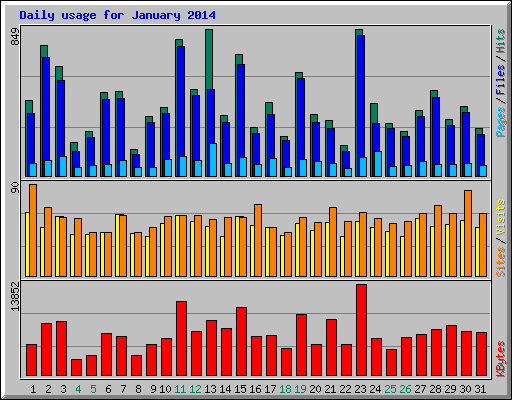 Daily usage for January 2014
849
Pages / Files / Hits
90
Sites / Visits
13852
KBytes
1 2 3 4 5 6 7 8 9 10 11 12 13 14 15 16 17 18 19 20 21 22 23 24 25 26 27 28 29 30 31